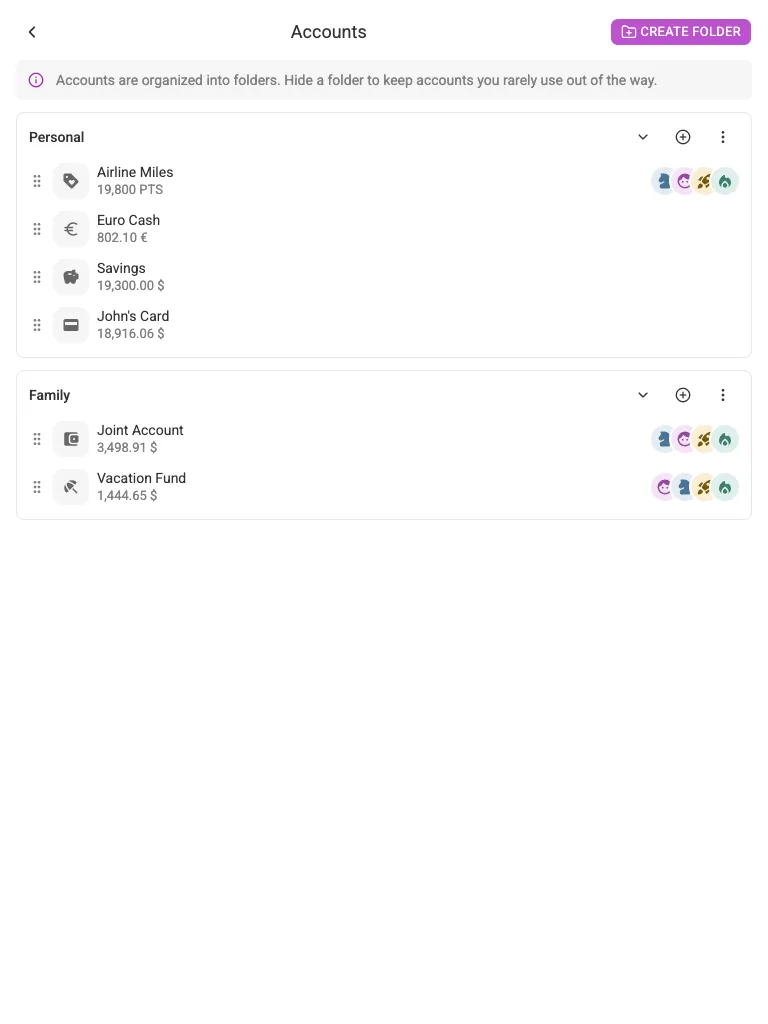 Accounts
CREATE FOLDER
Accounts are organized into folders. Hide a folder to keep accounts you rarely use out of the way.
Personal
Airline Miles
19,800 PTS
Euro Cash
802.10 €
Savings
19,300.00 $
John's Card
18,916.06 $
Family
Joint Account
3,498.91 $
Vacation Fund
1,444.65 $